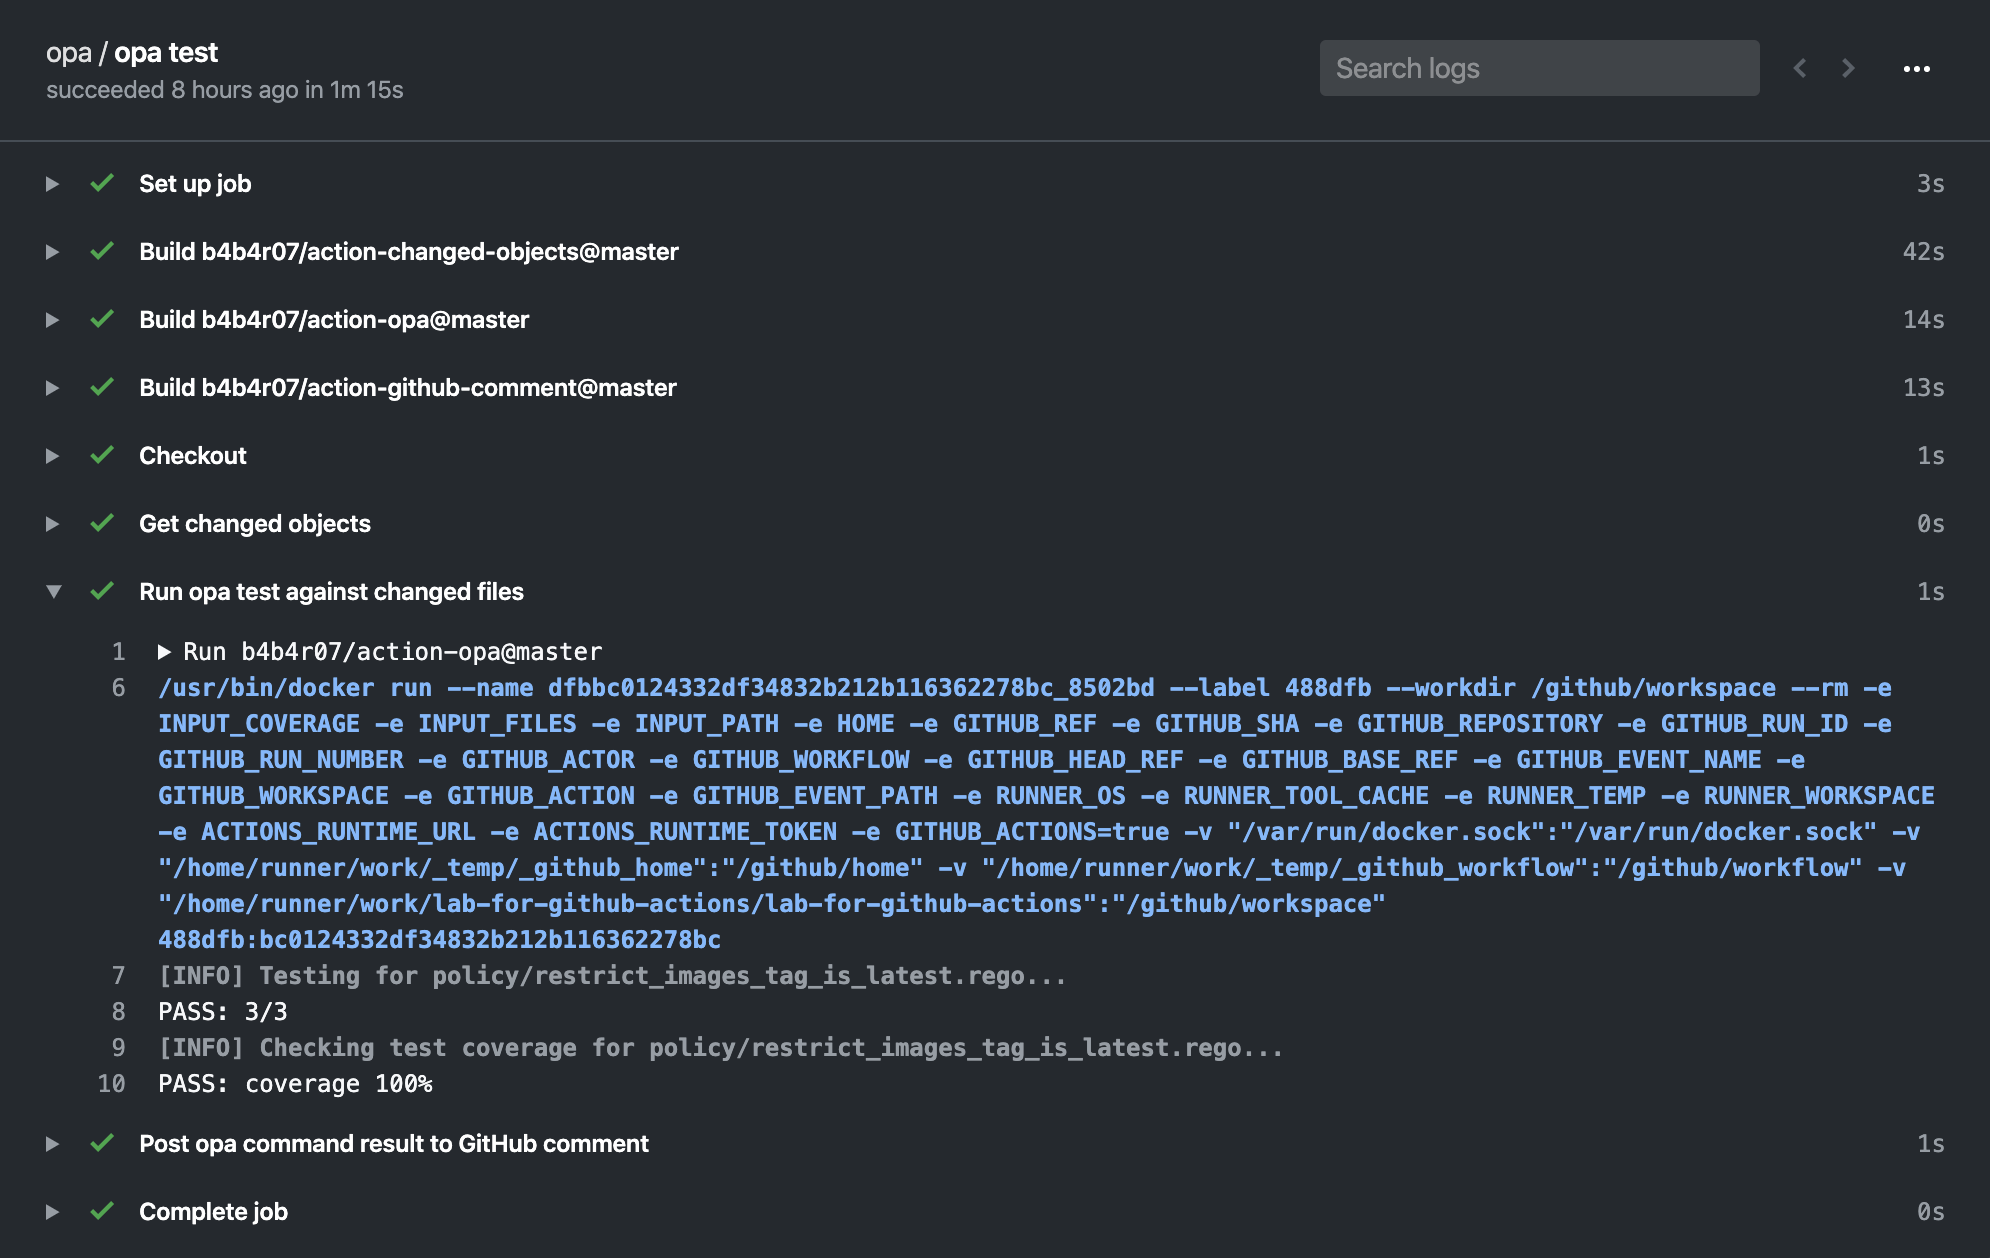 opa / opa test
succeeded 8 hours ago in 1m 15s
Search logs
Set up job 3s
Build b4b4r07/action-changed-objects@master 42s
Build b4b4r07/action-opa@master 14s
Build b4b4r07/action-github-comment@master 13s
Checkout 1s
Get changed objects 0s
Run opa test against changed files 1s
1 Run b4b4r07/action-opa@master
6 /usr/bin/docker run --name dfbbc0124332df34832b212b116362278bc_8502bd --label 488dfb --workdir /github/workspace --rm -e
INPUT_COVERAGE -e INPUT_FILES -e INPUT_PATH -e HOME -e GITHUB_REF -e GITHUB_SHA -e GITHUB_REPOSITORY -e GITHUB_RUN_ID -e
GITHUB_RUN_NUMBER -e GITHUB_ACTOR -e GITHUB_WORKFLOW -e GITHUB_HEAD_REF -e GITHUB_BASE_REF -e GITHUB_EVENT_NAME -e
GITHUB_WORKSPACE -e GITHUB_ACTION -e GITHUB_EVENT_PATH -e RUNNER_OS -e RUNNER_TOOL_CACHE -e RUNNER_TEMP -e RUNNER_WORKSPACE
-e ACTIONS_RUNTIME_URL -e ACTIONS_RUNTIME_TOKEN -e GITHUB_ACTIONS=true -v "/var/run/docker.sock":"/var/run/docker.sock" -v
"/home/runner/work/_temp/_github_home":"/github/home" -v "/home/runner/work/_temp/_github_workflow":"/github/workflow" -v
"/home/runner/work/lab-for-github-actions/lab-for-github-actions":"/github/workspace"
488dfb:bc0124332df34832b212b116362278bc
7 [INFO] Testing for policy/restrict_images_tag_is_latest.rego...
8 PASS: 3/3
9 [INFO] Checking test coverage for policy/restrict_images_tag_is_latest.rego...
10 PASS: coverage 100%
Post opa command result to GitHub comment 1s
Complete job 0s